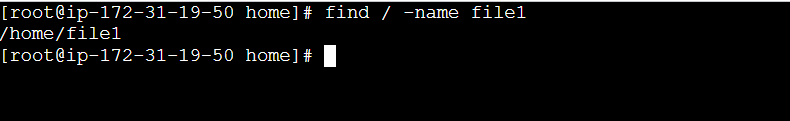 [root@ip-172-31-19-50 home]# find / -name file1
/home/file1
[root@ip-172-31-19-50 home]#